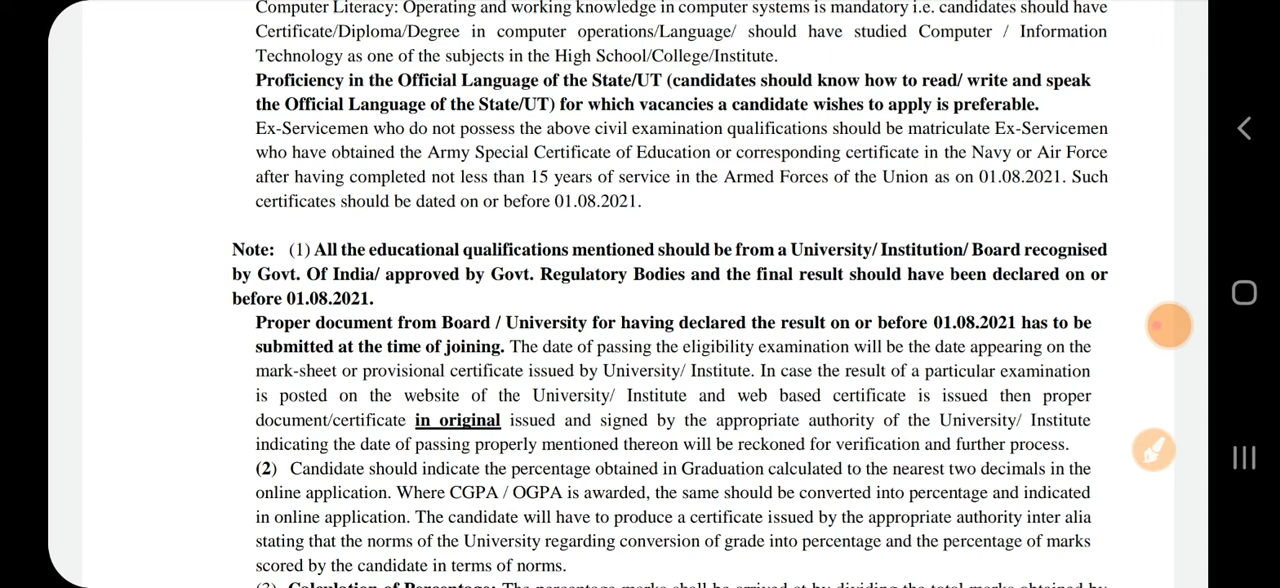 Computer Literacy: Operating and working knowledge in computer systems is mandatory i.e. candidates should have
Certificate/Diploma/Degree in computer operations/Language/ should have studied Computer / Information
Technology as one of the subjects in the High School/College/Institute.
Proficiency in the Official Language of the State/UT (candidates should know how to read/ write and speak
the Official Language of the State/UT) for which vacancies a candidate wishes to apply is preferable.
Ex-Servicemen who do not possess the above civil examination qualifications should be matriculate Ex-Servicemen
who have obtained the Army Special Certificate of Education or corresponding certificate in the Navy or Air Force
after having completed not less than 15 years of service in the Armed Forces of the Union as on 01.08.2021. Such
certificates should be dated on or before 01.08.2021.
Note: (1) All the educational qualifications mentioned should be from a University/ Institution/ Board recognised
by Govt. Of India/ approved by Govt. Regulatory Bodies and the final result should have been declared on or
before 01.08.2021.
Proper document from Board / University for having declared the result on or before 01.08.2021 has to be
submitted at the time of joining. The date of passing the eligibility examination will be the date appearing on the
mark-sheet or provisional certificate issued by University/ Institute. In case the result of a particular examination
is posted on the website of the University/ Institute and web based certificate is issued then proper
document/certificate in original issued and signed by the appropriate authority of the University/ Institute
indicating the date of passing properly mentioned thereon will be reckoned for verification and further process.
(2) Candidate should indicate the percentage obtained in Graduation calculated to the nearest two decimals in the
online application. Where CGPA / OGPA is awarded, the same should be converted into percentage and indicated
in online application. The candidate will have to produce a certificate issued by the appropriate authority inter alia
stating that the norms of the University regarding conversion of grade into percentage and the percentage of marks
scored by the candidate in terms of norms.
(3) Calculation of Percentage: The percentage marks shall be arrived at by dividing the total marks obtained by